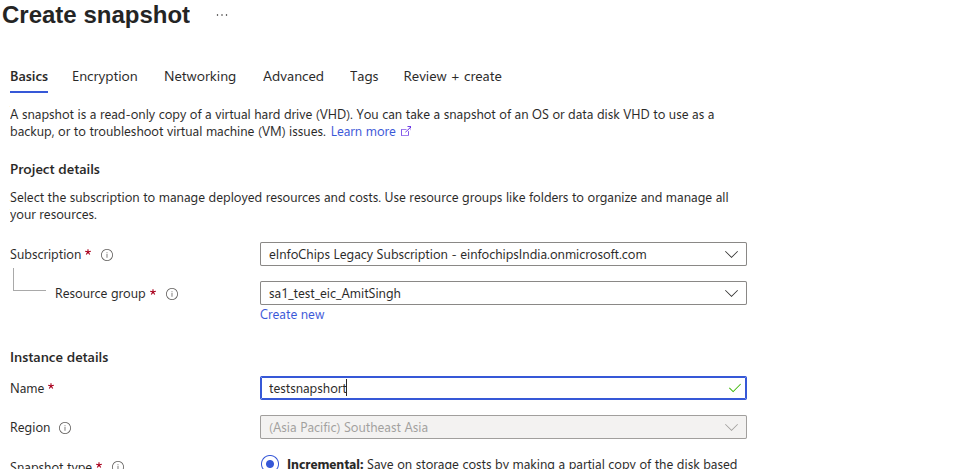 Create snapshot ...
Basics Encryption Networking Advanced Tags Review + create
A snapshot is a read-only copy of a virtual hard drive (VHD). You can take a snapshot of an OS or data disk VHD to use as a
backup, or to troubleshoot virtual machine (VM) issues. Learn more
Project details
Select the subscription to manage deployed resources and costs. Use resource groups like folders to organize and manage all
your resources.
Subscription * eInfoChips Legacy Subscription - einfochipsIndia.onmicrosoft.com
Resource group * sa1_test_eic_AmitSingh
Create new
Instance details
Name * testsnapshort
Region (Asia Pacific) Southeast Asia
Snapshot type * Incremental: Save on storage costs by making a partial copy of the disk based